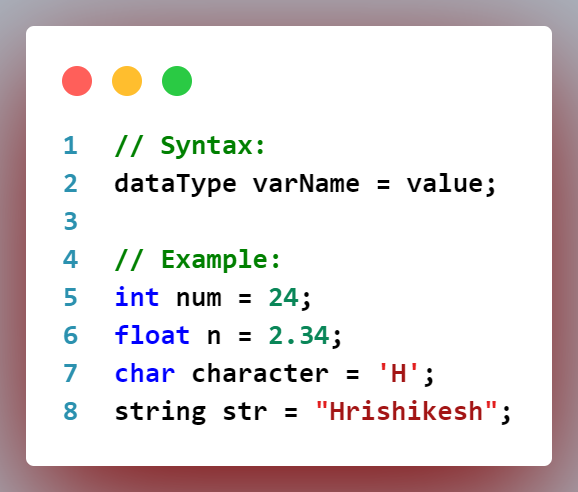 1 // Syntax:
2 dataType varName = value;
3
4 // Example:
5 int num = 24;
6 float n = 2.34;
7 char character = 'H';
8 string str = "Hrishikesh";